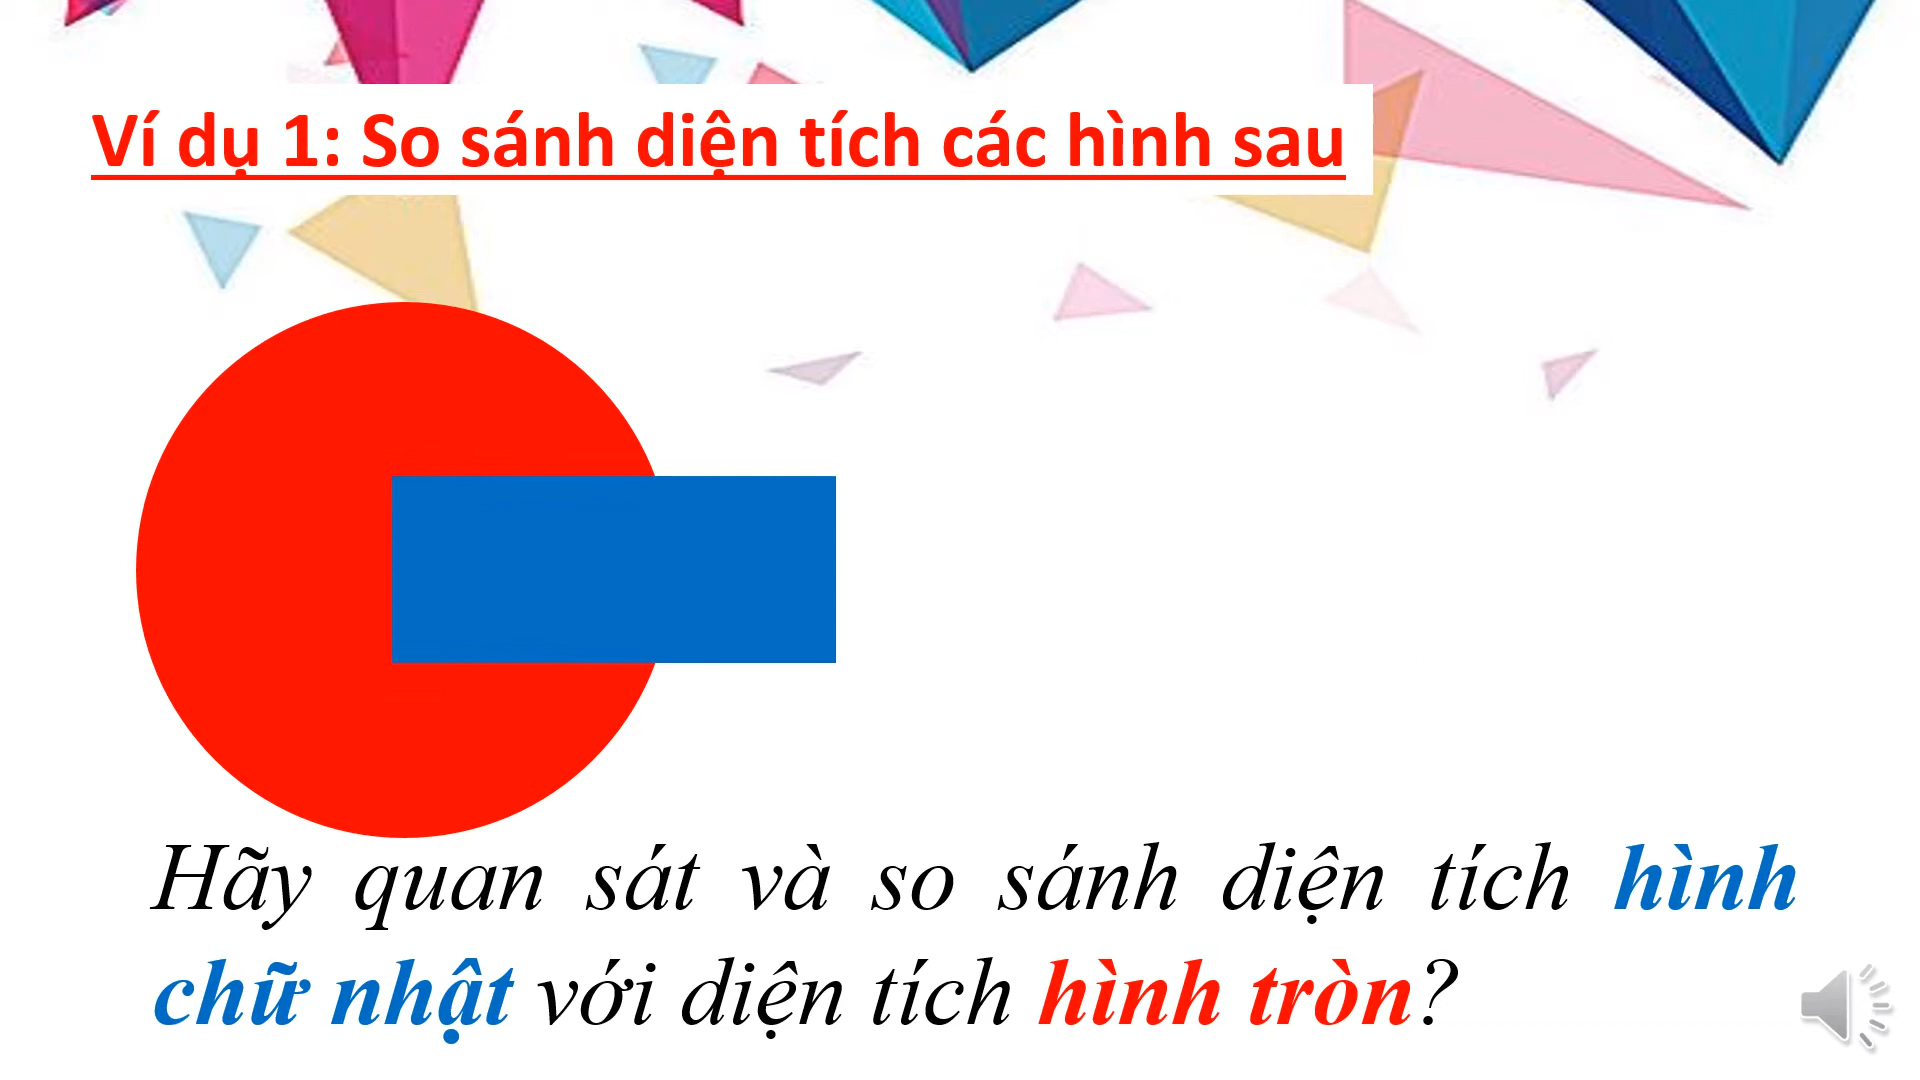 Ví dụ 1: So sánh diện tích các hình sau
Hãy quan sát và so sánh diện tích hình
chữ nhật với diện tích hình tròn?